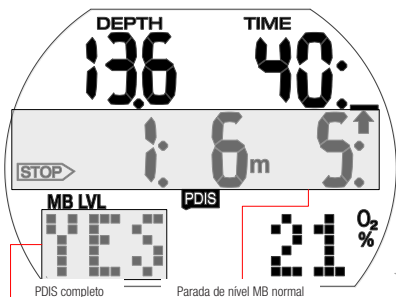 DEPTH TIME
13.6 40:
STOP 1: 6m 5:
MB LVL PDIS
YES 21 O₂ %
PDIS completo Parada de nível MB normal